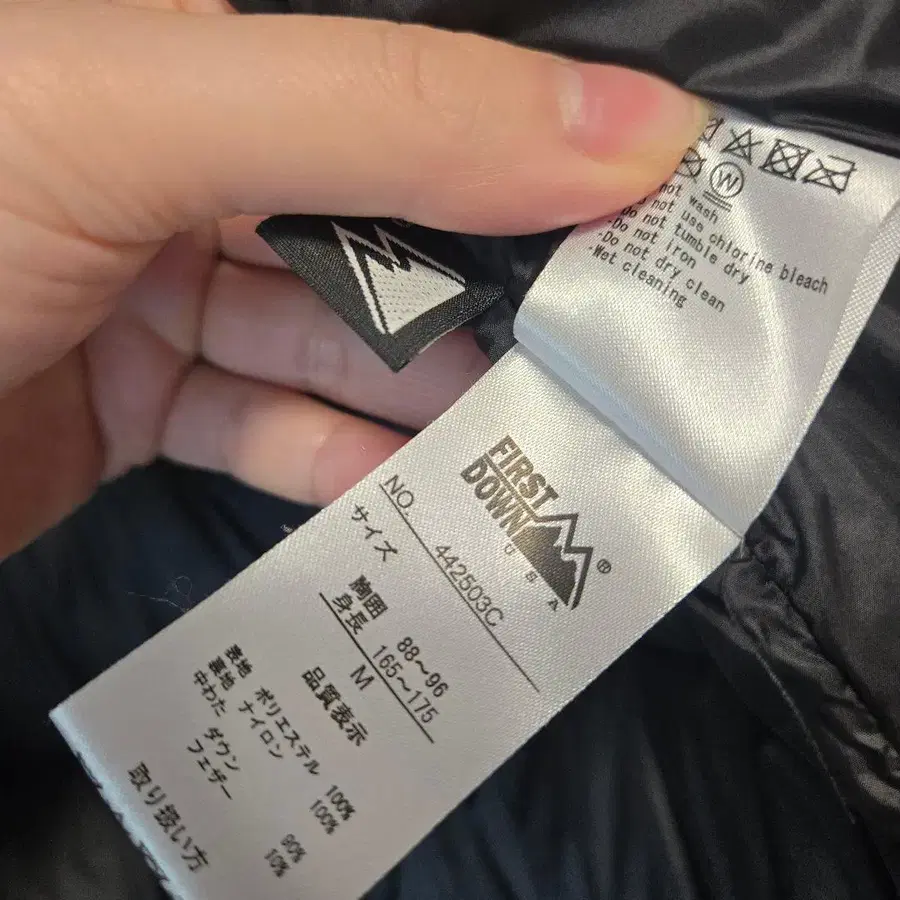 W
not wash
not use chlorine bleach
Do not tumble dry
-Do not iron
-Do not dry clean
-Wet cleaning
FIRST
DOWN
USA
®
NO. 442503C
サイズ
胸囲 88～96
身長 165～175
M
品質表示
表地 ポリエステル 100%
裏地 ナイロン 100%
中わた ダウン 90%
フェザー 10%
取り扱い方